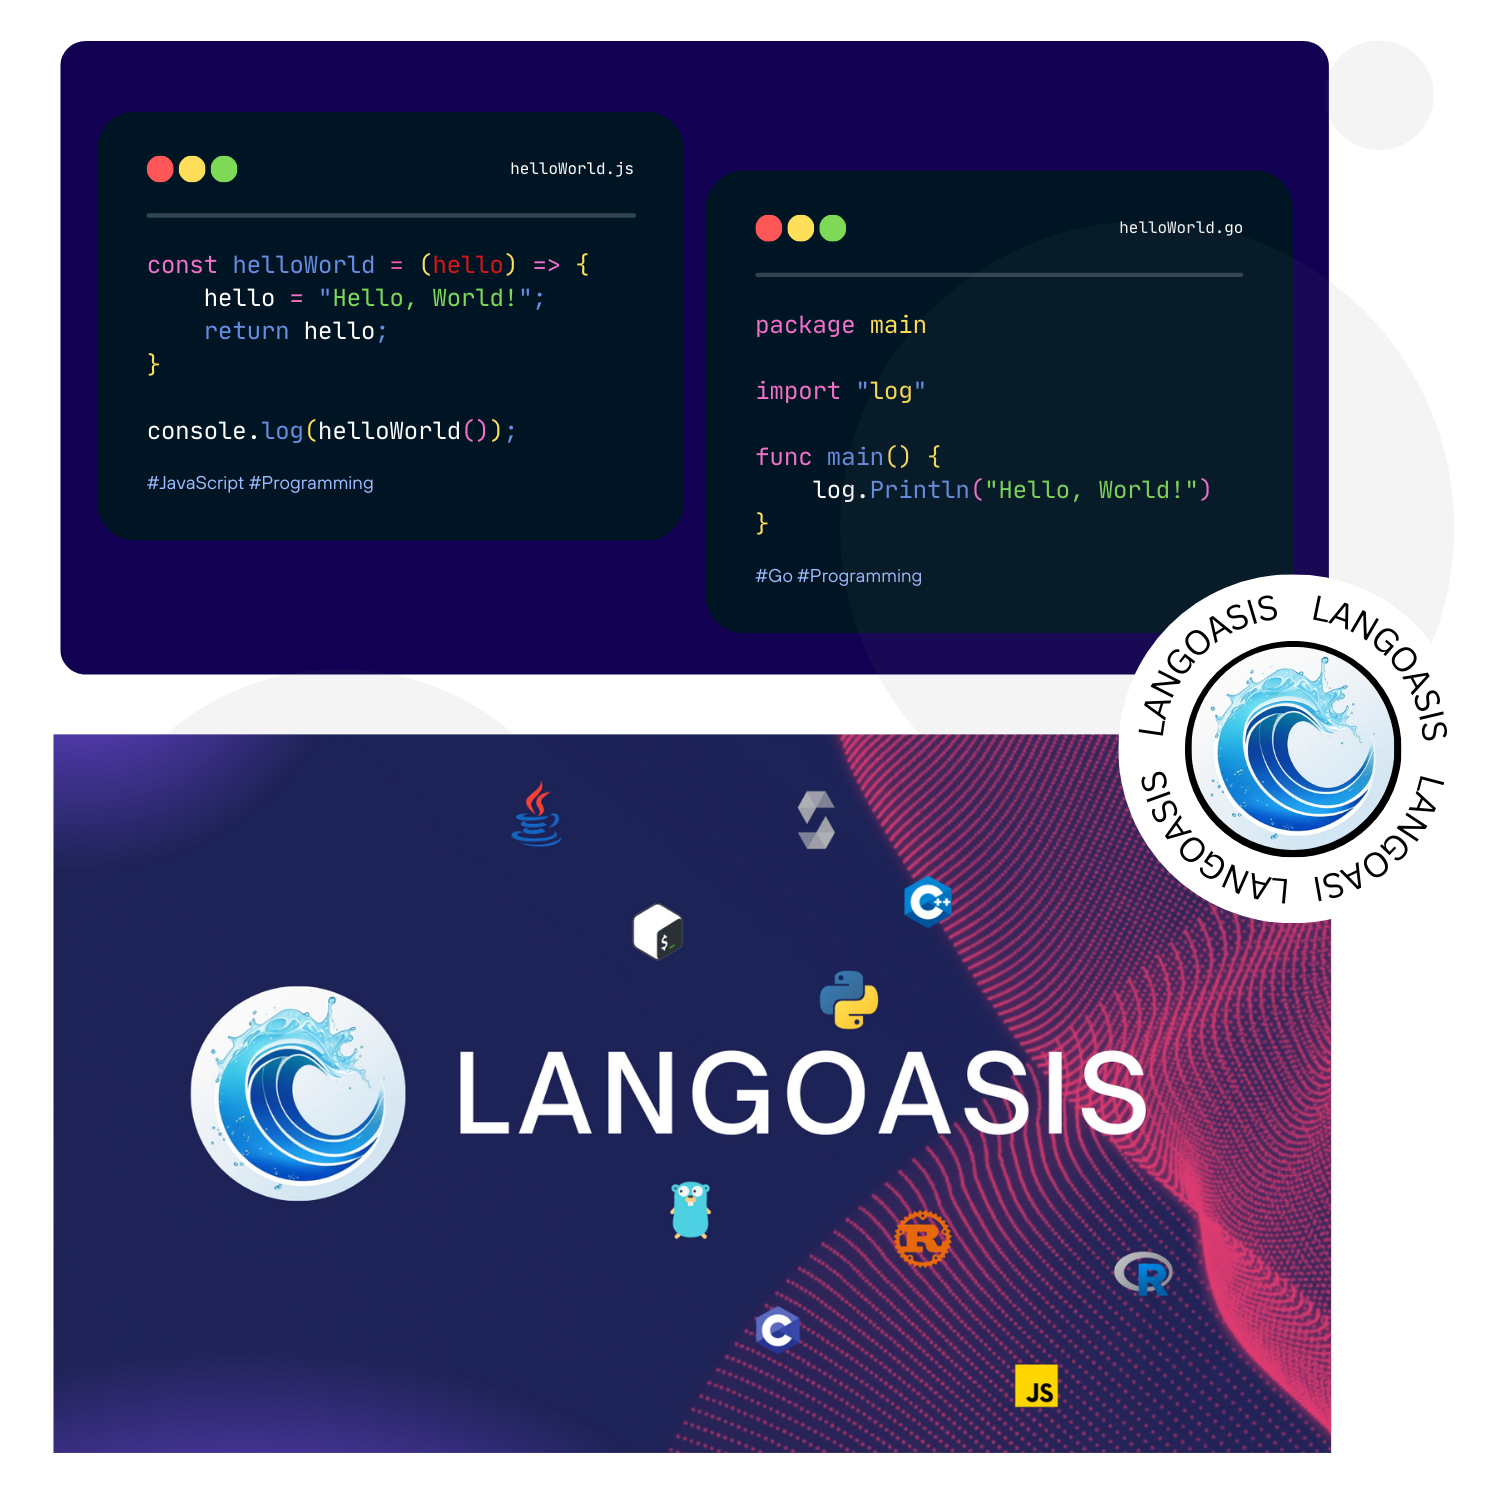 helloWorld.js
const helloWorld = (hello) => {
    hello = "Hello, World!";
    return hello;
}
console.log(helloWorld());
#JavaScript #Programming
helloWorld.go
package main
import "log"
func main() {
    log.Println("Hello, World!")
}
#Go #Programming
LANGOASIS LANGOASIS LANGOASI LANGOASIS
$_
C++
LANGOASIS
R
R
C
JS